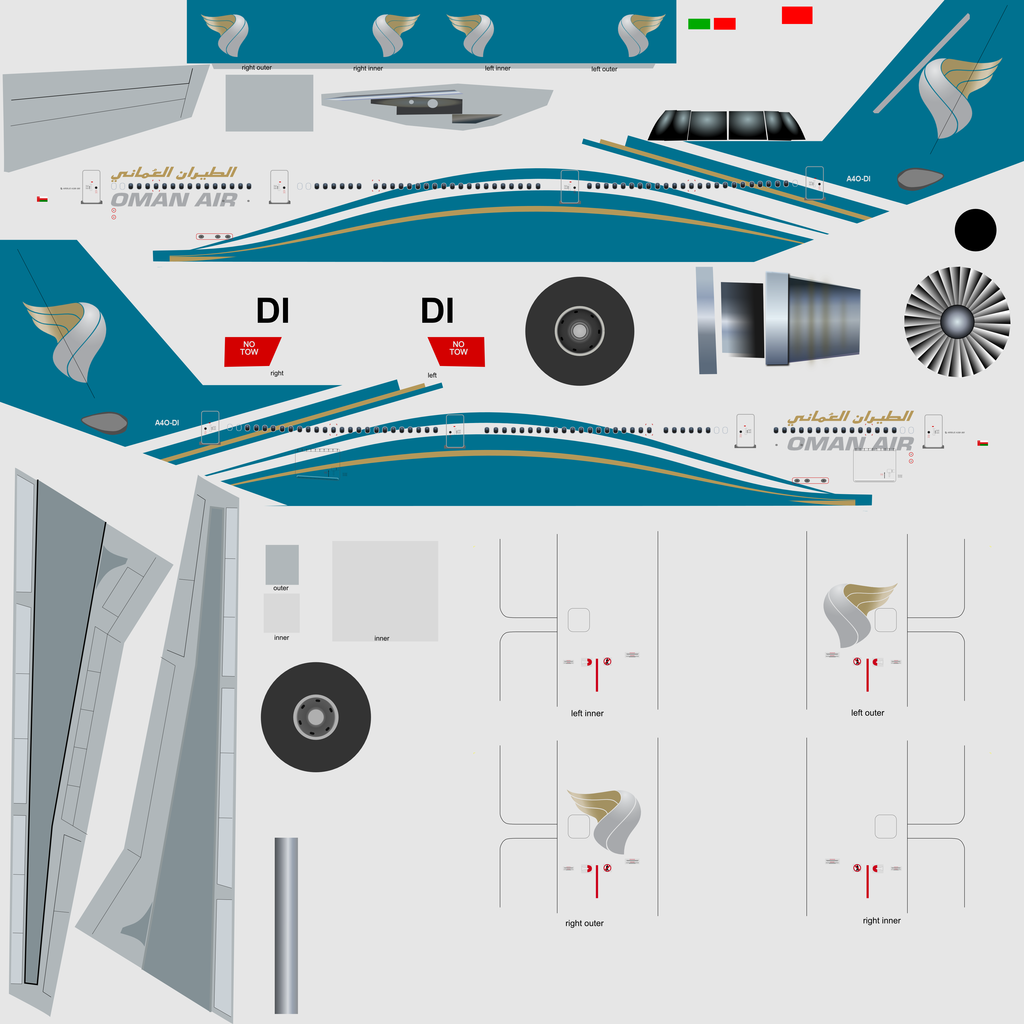 right outer
right inner
left inner
left outer
الطيران العماني
OMAN AIR
A4O-DI
DI
DI
NO
TOW
NO
TOW
right
left
A4O-DI
الطيران العماني
OMAN AIR
outer
inner
inner
left inner
left outer
right outer
right inner